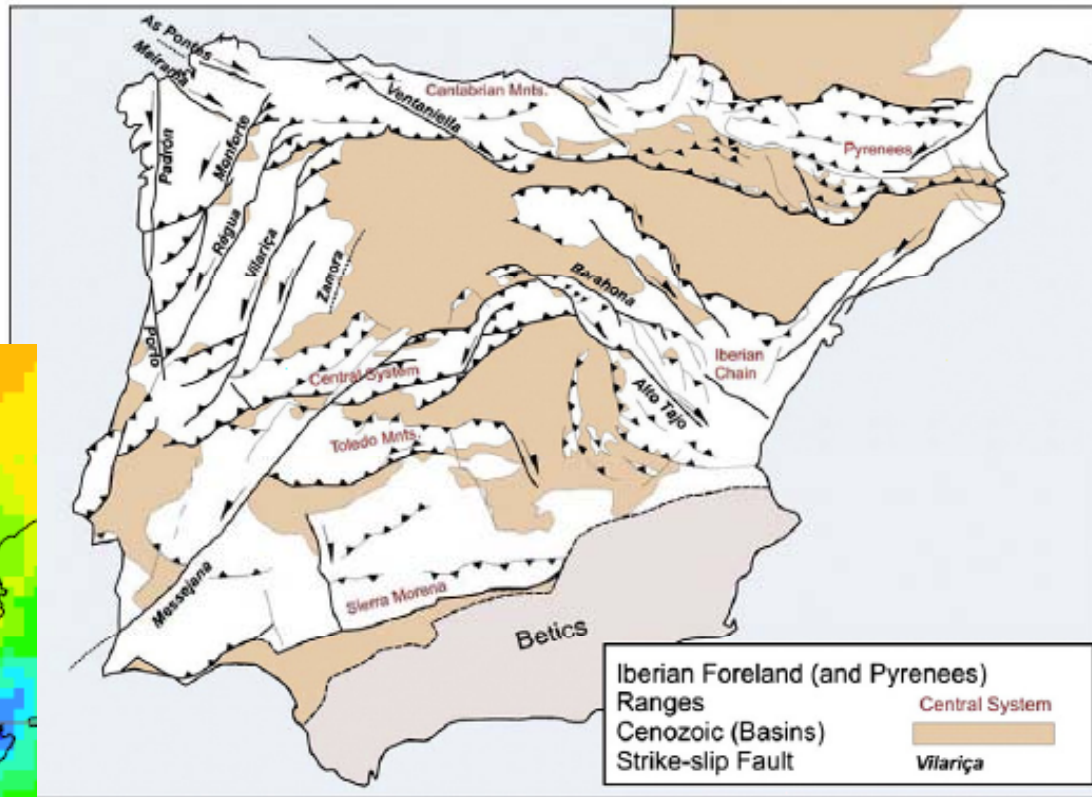 As Pontes
Meirama
Ventaniella
Cantabrian Mnts.
Padrón
Monforte
Pyrenees
Régua
Vilariça
Zamora
Barahona
Porto
Central System
Iberian
Chain
Alto Tajo
Toledo Mnts.
Messejana
Sierra Morena
Betics
Iberian Foreland (and Pyrenees)
Ranges Central System
Cenozoic (Basins)
Strike-slip Fault Vilariça